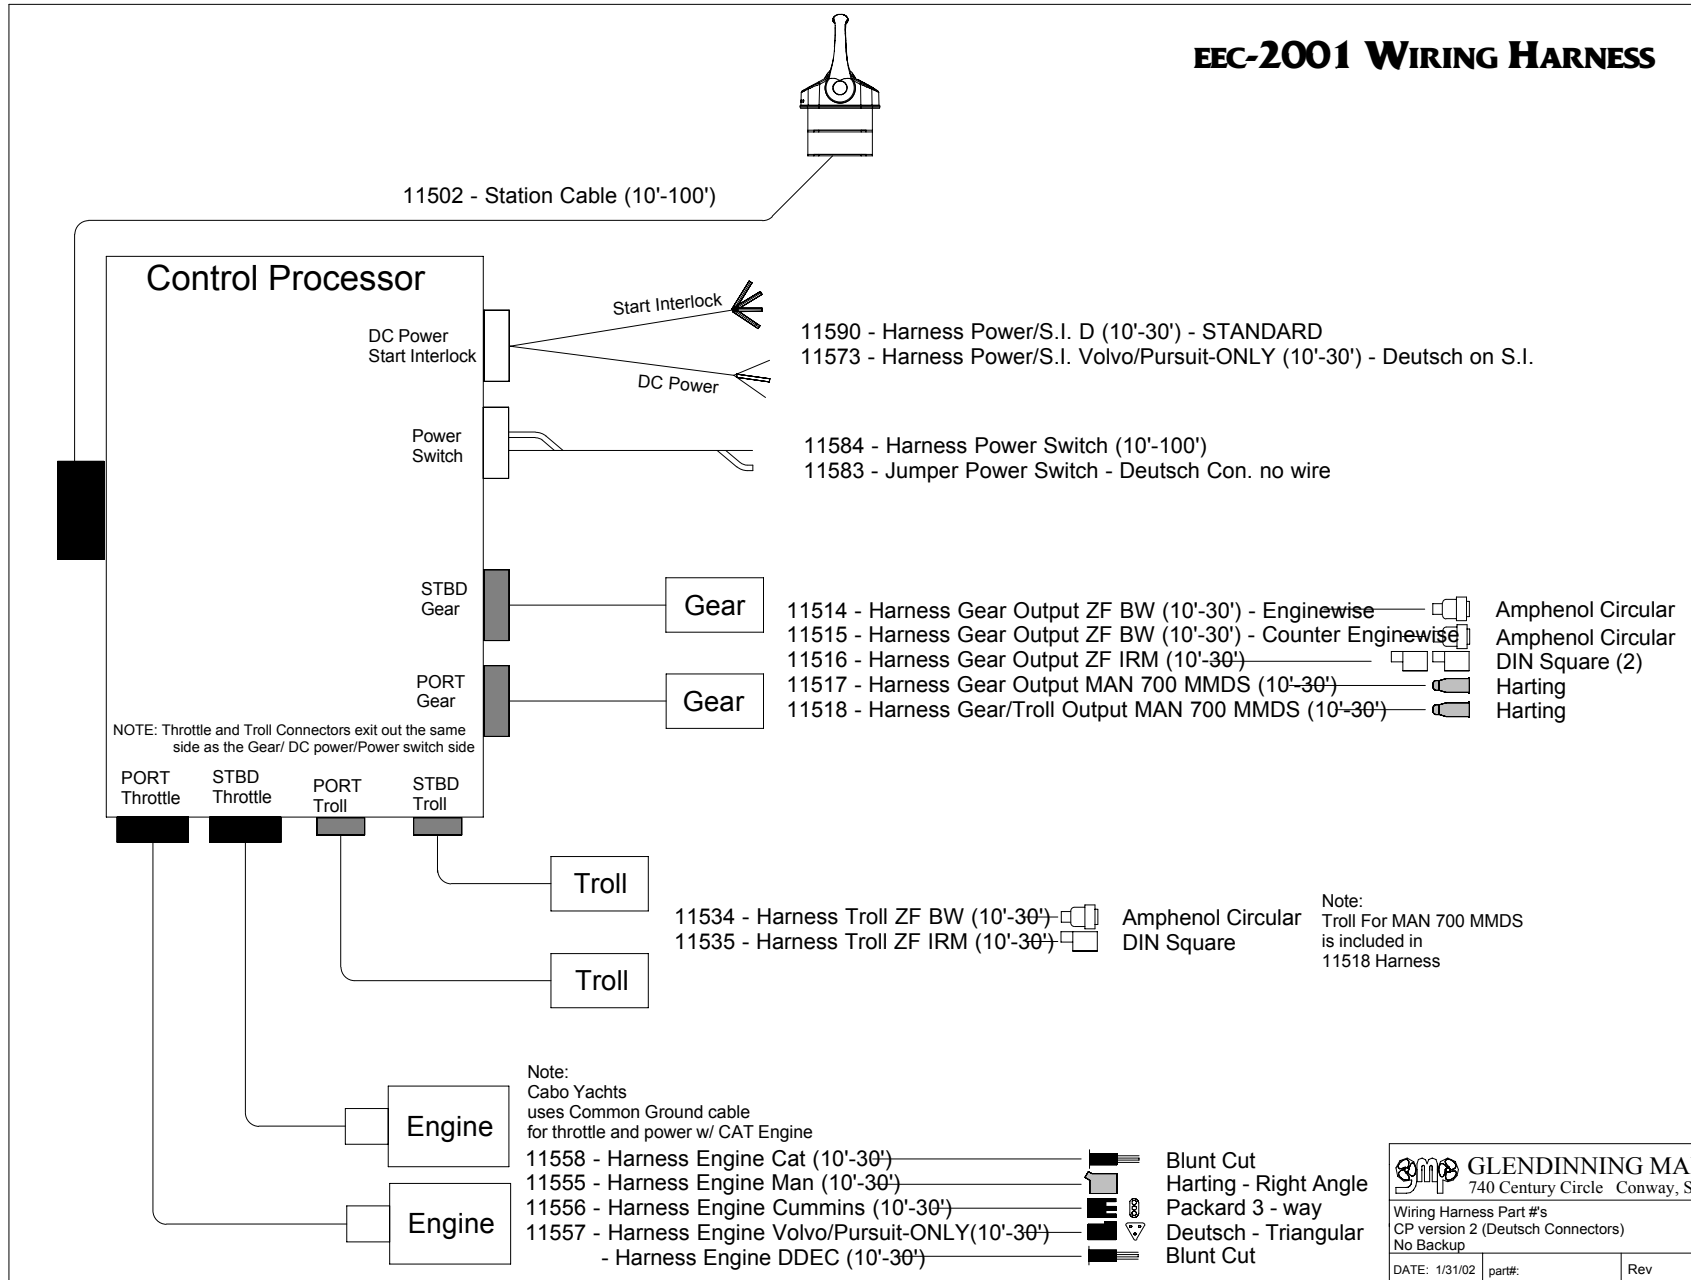 EEC-2001 WIRING HARNESS
11502 - Station Cable (10'-100')
Control Processor
DC Power
Start Interlock
Start Interlock
DC Power
11590 - Harness Power/S.I. D (10'-30') - STANDARD
11573 - Harness Power/S.I. Volvo/Pursuit-ONLY (10'-30') - Deutsch on S.I.
Power
Switch
11584 - Harness Power Switch (10'-100')
11583 - Jumper Power Switch - Deutsch Con. no wire
STBD
Gear
Gear
11514 - Harness Gear Output ZF BW (10'-30') - Enginewise
Amphenol Circular
11515 - Harness Gear Output ZF BW (10'-30') - Counter Enginewise
Amphenol Circular
11516 - Harness Gear Output ZF IRM (10'-30')
DIN Square (2)
11517 - Harness Gear Output MAN 700 MMDS (10'-30')
Harting
11518 - Harness Gear/Troll Output MAN 700 MMDS (10'-30')
Harting
PORT
Gear
Gear
NOTE: Throttle and Troll Connectors exit out the same
side as the Gear/ DC power/Power switch side
PORT
Throttle
STBD
Throttle
PORT
Troll
STBD
Troll
Troll
Troll
11534 - Harness Troll ZF BW (10'-30')
Amphenol Circular
11535 - Harness Troll ZF IRM (10'-30')
DIN Square
Note:
Troll For MAN 700 MMDS
is included in
11518 Harness
Note:
Cabo Yachts
uses Common Ground cable
for throttle and power w/ CAT Engine
Engine
Engine
11558 - Harness Engine Cat (10'-30')
Blunt Cut
11555 - Harness Engine Man (10'-30')
Harting - Right Angle
11556 - Harness Engine Cummins (10'-30')
Packard 3 - way
11557 - Harness Engine Volvo/Pursuit-ONLY(10'-30')
Deutsch - Triangular
- Harness Engine DDEC (10'-30')
Blunt Cut
gmp
GLENDINNING MA
740 Century Circle Conway, S
Wiring Harness Part #'s
CP version 2 (Deutsch Connectors)
No Backup
DATE: 1/31/02
part#:
Rev